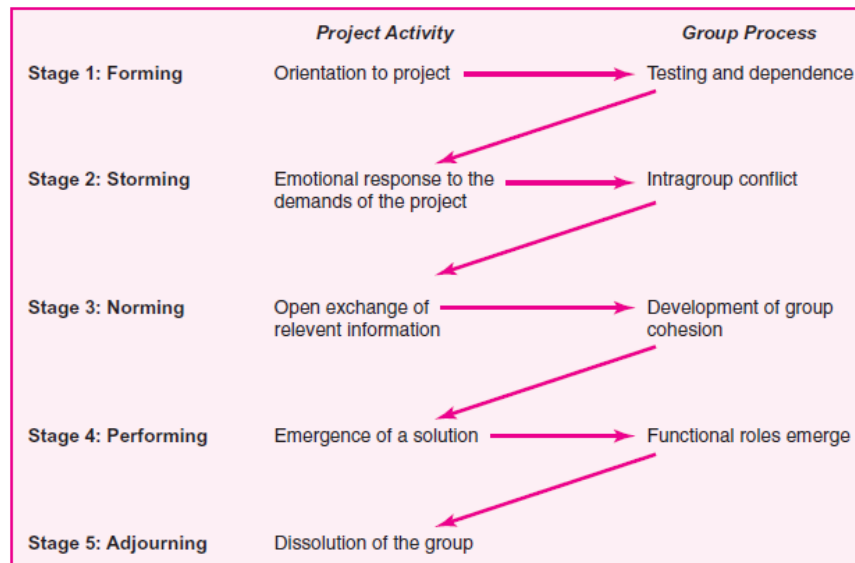 Project Activity Group Process
Stage 1: Forming Orientation to project Testing and dependence
Stage 2: Storming Emotional response to the Intragroup conflict
demands of the project
Stage 3: Norming Open exchange of Development of group
relevent information cohesion
Stage 4: Performing Emergence of a solution Functional roles emerge
Stage 5: Adjourning Dissolution of the group